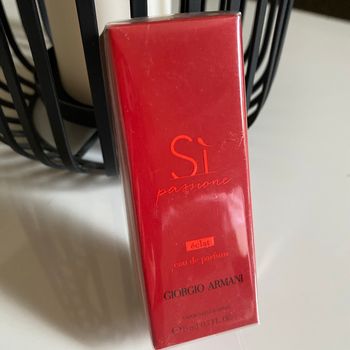 Sì
passione
éclat
eau de parfum
GIORGIO ARMANI